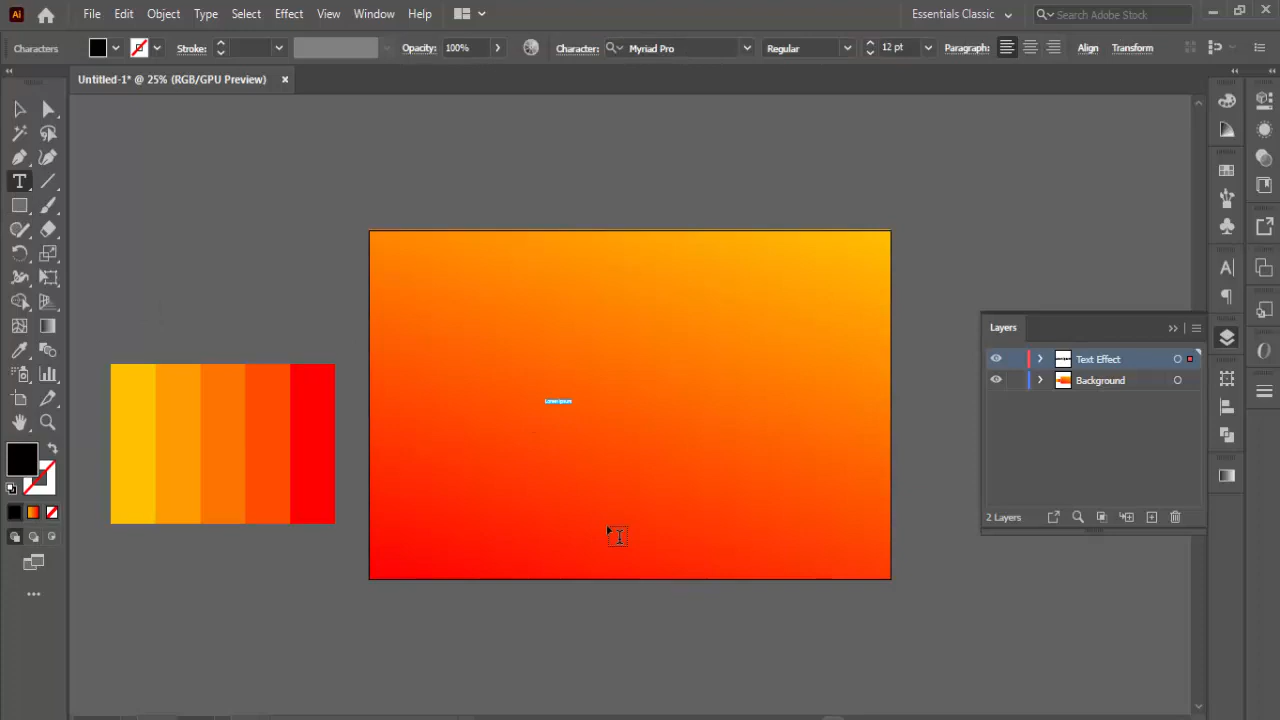 Ai File Edit Object Type Select Effect View Window Help Essentials Classic Search Adobe Stock
Characters Stroke: Opacity: 100% Character: Myriad Pro Regular 12 pt Paragraph: Align Transform
Untitled-1* @ 25% (RGB/GPU Preview)
Layers
Text Effect
Background
Lorem ipsum
2 Layers